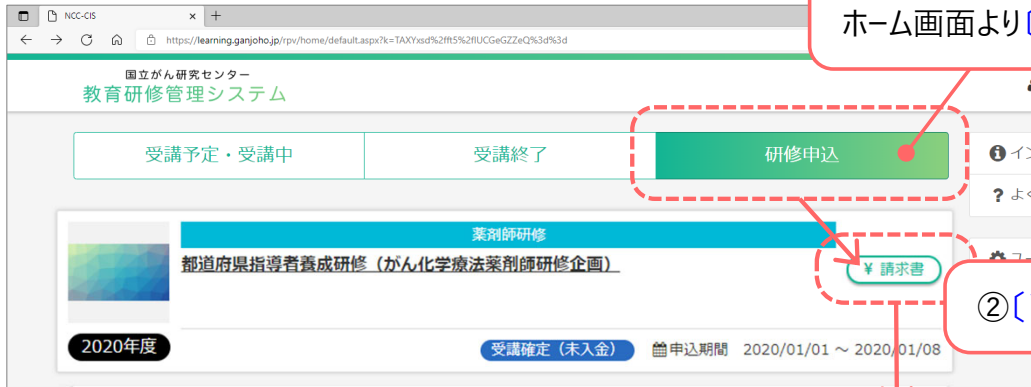 NCC-CIS
https://learning.ganjoho.jp/rpv/home/default.aspx?k=TAXYxsd%2fft5%2flUCGeGZZeQ%3d%3d
ホーム画面より〔
国立がん研究センター
教育研修管理システム
受講予定・受講中
受講終了
研修申込
イン
? よく
薬剤師研修
都道府県指導者養成研修(がん化学療法薬剤師研修企画)
¥ 請求書
②〔
2020年度
受講確定(未入金)
申込期間 2020/01/01 ～ 2020/01/08